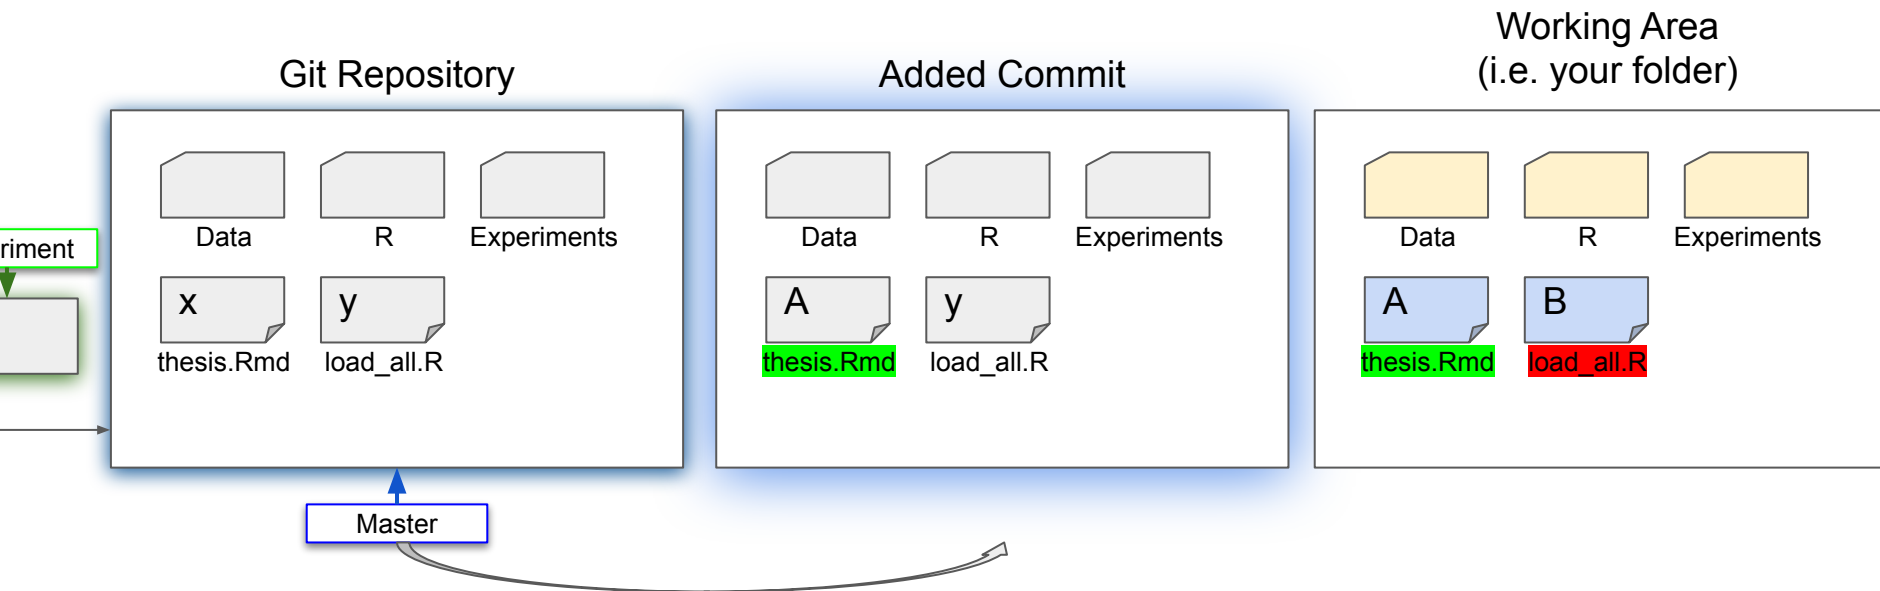 Working Area
Git Repository
Added Commit
(i.e. your folder)
Data
R
Experiments
Data
R
Experiments
Data
R
Experiments
riment
x
y
A
y
A
B
thesis.Rmd
load_all.R
thesis.Rmd
load_all.R
thesis.Rmd
load_all.R
Master